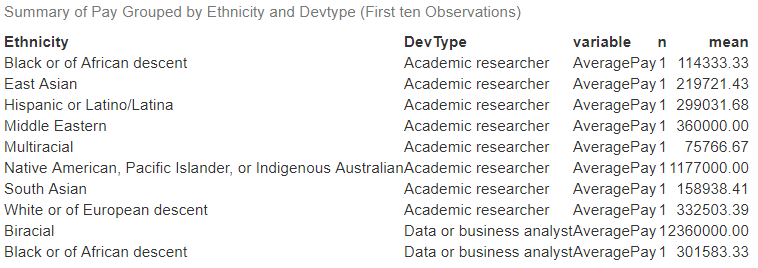 Summary of Pay Grouped by Ethnicity and Devtype (First ten Observations)
Ethnicity DevType variable n mean
Black or of African descent Academic researcher AveragePay 1 114333.33
East Asian Academic researcher AveragePay 1 219721.43
Hispanic or Latino/Latina Academic researcher AveragePay 1 299031.68
Middle Eastern Academic researcher AveragePay 1 360000.00
Multiracial Academic researcher AveragePay 1 75766.67
Native American, Pacific Islander, or Indigenous Australian Academic researcher AveragePay 1 1177000.00
South Asian Academic researcher AveragePay 1 158938.41
White or of European descent Academic researcher AveragePay 1 332503.39
Biracial Data or business analyst AveragePay 1 2360000.00
Black or of African descent Data or business analyst AveragePay 1 301583.33